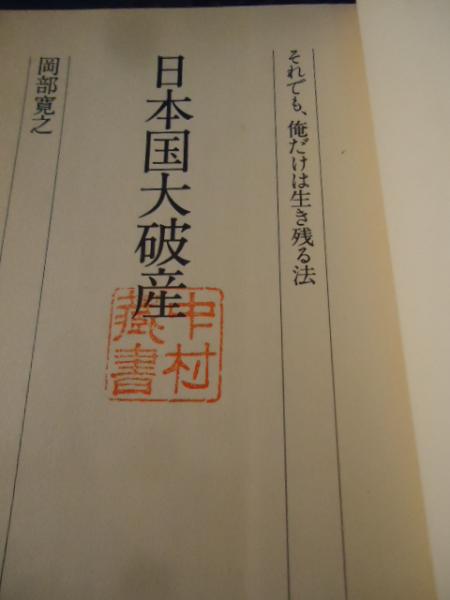 それでも、俺だけは生き残る法
日本国大破産
岡部寛之
中村
蔵書